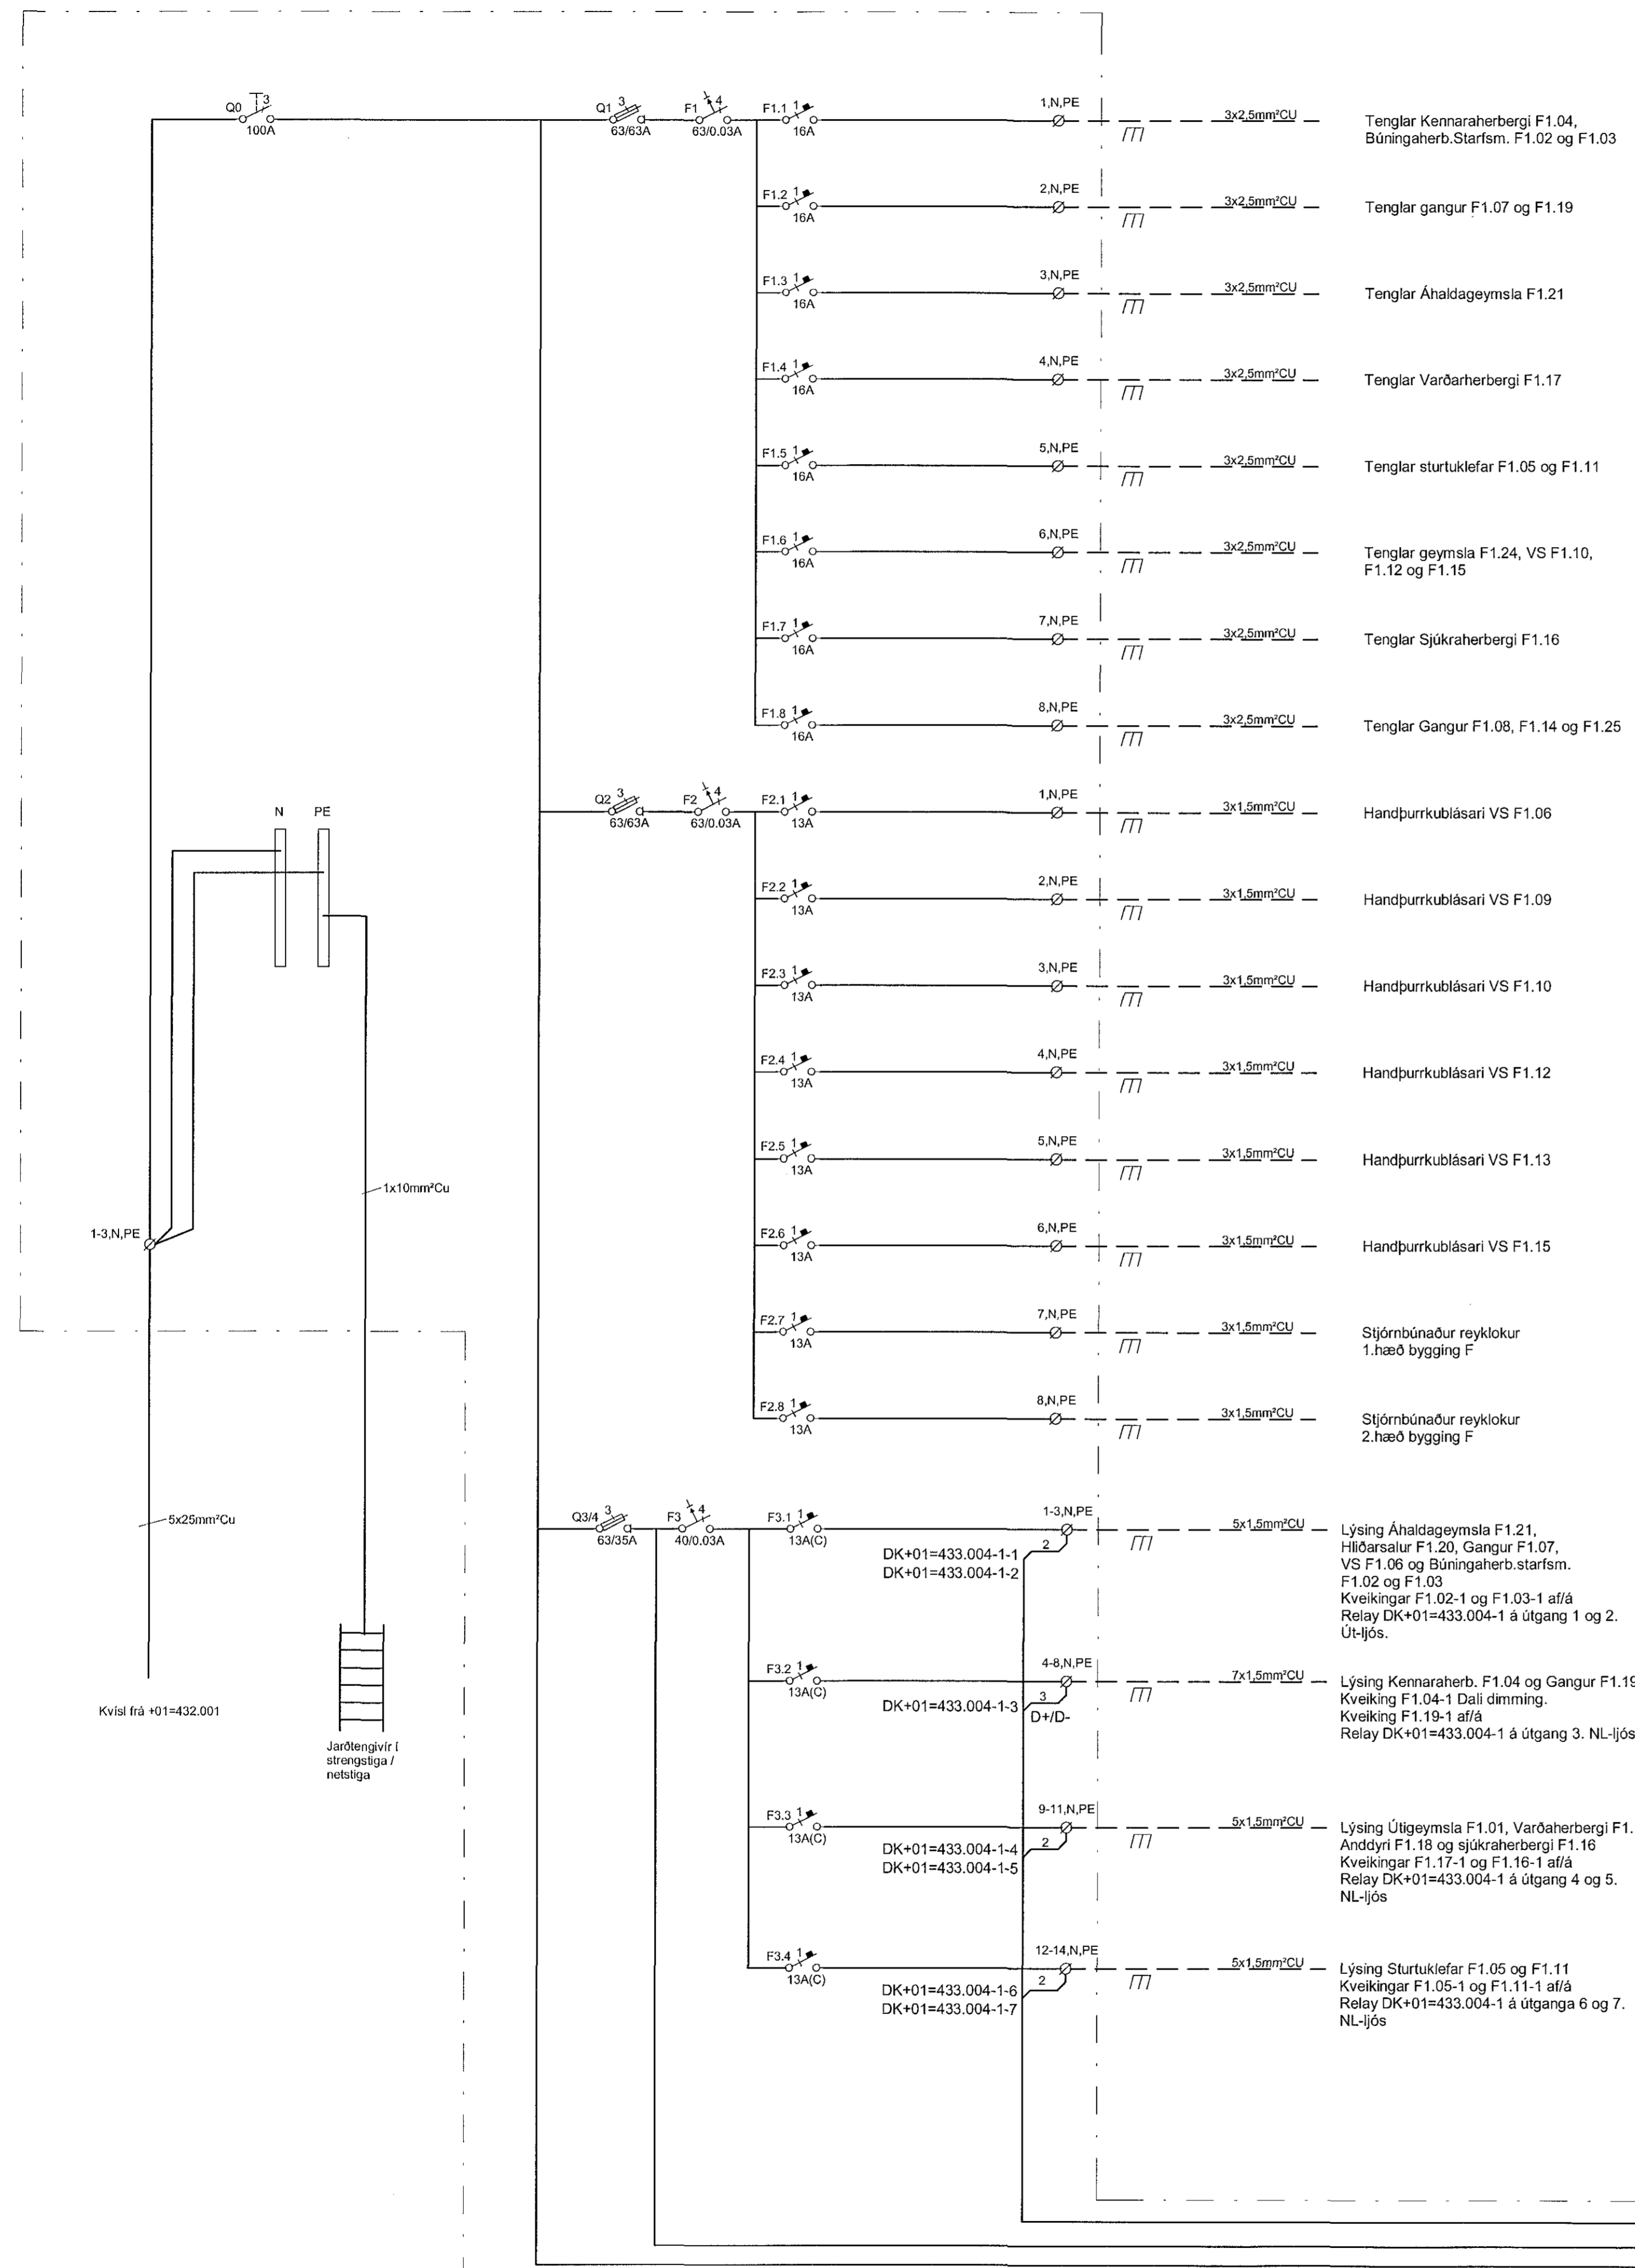 Q0
3
100A
Q1
3
63/63A
F1
4
63/0.03A
F1.1
1
16A
1,N,PE
3x2,5mm²CU
Tenglar Kennaraherbergi F1.04,
Búningaherb.Starfsm. F1.02 og F1.03
F1.2
1
16A
2,N,PE
3x2,5mm²CU
Tenglar gangur F1.07 og F1.19
F1.3
1
16A
3,N,PE
3x2,5mm²CU
Tenglar Áhaldageymsla F1.21
F1.4
1
16A
4,N,PE
3x2,5mm²CU
Tenglar Varðarherbergi F1.17
F1.5
1
16A
5,N,PE
3x2,5mm²CU
Tenglar sturtuklefar F1.05 og F1.11
F1.6
1
16A
6,N,PE
3x2,5mm²CU
Tenglar geymsla F1.24, VS F1.10,
F1.12 og F1.15
F1.7
1
16A
7,N,PE
3x2,5mm²CU
Tenglar Sjúkraherbergi F1.16
F1.8
1
16A
8,N,PE
3x2,5mm²CU
Tenglar Gangur F1.08, F1.14 og F1.25
N
PE
Q2
3
63/63A
F2
4
63/0.03A
F2.1
1
13A
1,N,PE
3x1,5mm²CU
Handþurrkublásari VS F1.06
F2.2
1
13A
2,N,PE
3x1,5mm²CU
Handþurrkublásari VS F1.09
F2.3
1
13A
3,N,PE
3x1,5mm²CU
Handþurrkublásari VS F1.10
F2.4
1
13A
4,N,PE
3x1,5mm²CU
Handþurrkublásari VS F1.12
F2.5
1
13A
5,N,PE
3x1,5mm²CU
Handþurrkublásari VS F1.13
1x10mm²Cu
1-3,N,PE
F2.6
1
13A
6,N,PE
3x1,5mm²CU
Handþurrkublásari VS F1.15
F2.7
1
13A
7,N,PE
3x1,5mm²CU
Stjórnbúnaður reyklokur
1.hæð bygging F
F2.8
1
13A
8,N,PE
3x1,5mm²CU
Stjórnbúnaður reyklokur
2.hæð bygging F
5x25mm²Cu
Kvísl frá +01=432.001
Jarðtengivír í
strengstiga /
netstiga
Q3/4
3
63/35A
F3
4
40/0.03A
F3.1
1
13A(C)
1-3,N,PE
2
DK+01=433.004-1-1
DK+01=433.004-1-2
5x1,5mm²CU
Lýsing Áhaldageymsla F1.21,
Hliðarsalur F1.20, Gangur F1.07,
VS F1.06 og Búningaherb.starfsm.
F1.02 og F1.03
Kveikingar F1.02-1 og F1.03-1 af/á
Relay DK+01=433.004-1 á útgang 1 og 2.
Út-ljós.
F3.2
1
13A(C)
4-8,N,PE
3
DK+01=433.004-1-3
D+/D-
7x1,5mm²CU
Lýsing Kennaraherb. F1.04 og Gangur F1.19
Kveiking F1.04-1 Dali dimming.
Kveiking F1.19-1 af/á
Relay DK+01=433.004-1 á útgang 3. NL-ljós
F3.3
1
13A(C)
9-11,N,PE
2
DK+01=433.004-1-4
DK+01=433.004-1-5
5x1,5mm²CU
Lýsing Útigeymsla F1.01, Varðaherbergi F1.
Anddyri F1.18 og sjúkraherbergi F1.16
Kveikingar F1.17-1 og F1.16-1 af/á
Relay DK+01=433.004-1 á útgang 4 og 5.
NL-ljós
F3.4
1
13A(C)
12-14,N,PE
2
DK+01=433.004-1-6
DK+01=433.004-1-7
5x1,5mm²CU
Lýsing Sturtuklefar F1.05 og F1.11
Kveikingar F1.05-1 og F1.11-1 af/á
Relay DK+01=433.004-1 á útganga 6 og 7.
NL-ljós